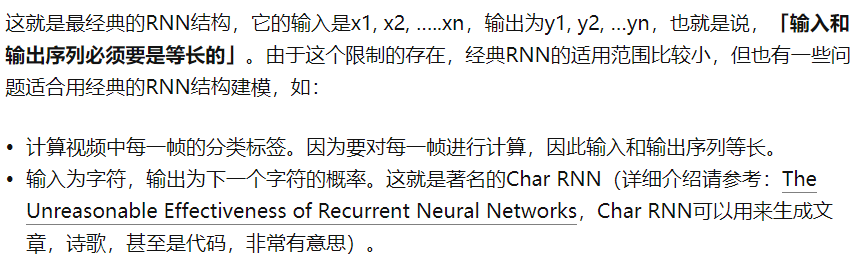 这就是最经典的RNN结构，它的输入是x1, x2, .....xn，输出为y1, y2, ...yn，也就是说，「输入和
输出序列必须要是等长的」。由于这个限制的存在，经典RNN的适用范围比较小，但也有一些问
题适合用经典的RNN结构建模，如：
• 计算视频中每一帧的分类标签。因为要对每一帧进行计算，因此输入和输出序列等长。
• 输入为字符，输出为下一个字符的概率。这就是著名的Char RNN（详细介绍请参考：The
Unreasonable Effectiveness of Recurrent Neural Networks，Char RNN可以用来生成文
章，诗歌，甚至是代码，非常有意思）。